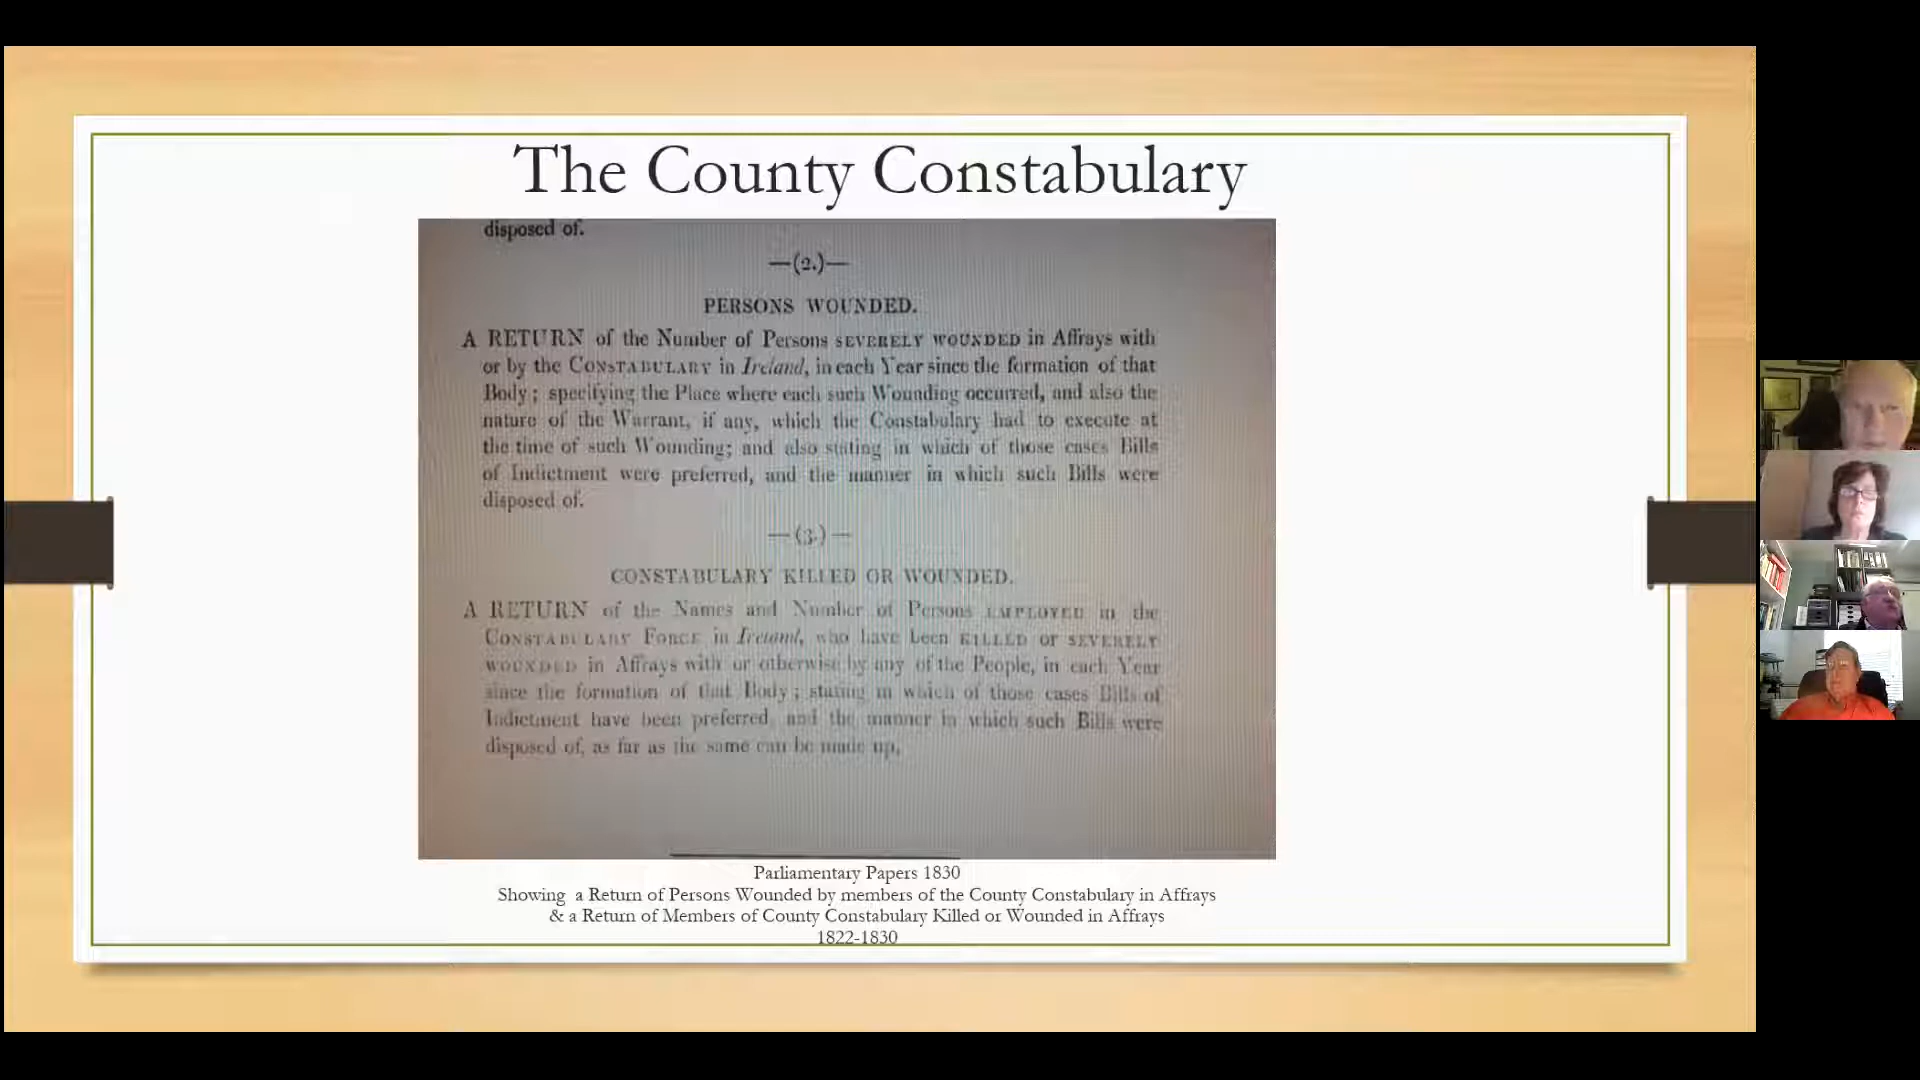 The County Constabulary
disposed of.
—(2.)—
PERSONS WOUNDED.
A RETURN of the Number of Persons SEVERELY WOUNDED in Affrays with
or by the CONSTABULARY in Ireland, in each Year since the formation of that
Body; specifying the Place where each such Wounding occurred, and also the
nature of the Warrant, if any, which the Constabulary had to execute at
the time of such Wounding; and also stating in which of those cases Bills
of Indictment were preferred, and the manner in which such Bills were
disposed of.
—(3.)—
CONSTABULARY KILLED OR WOUNDED.
A RETURN of the Names and Number of Persons EMPLOYED in the
CONSTABULARY FORCE in Ireland, who have been KILLED or SEVERELY
WOUNDED in Affrays with or otherwise by any of the People, in each Year
since the formation of that Body; stating in which of those cases Bills of
Indictment have been preferred, and the manner in which such Bills were
disposed of, as far as the same can be made up.
Parliamentary Papers 1830
Showing a Return of Persons Wounded by members of the County Constabulary in Affrays
& a Return of Members of County Constabulary Killed or Wounded in Affrays
1822-1830